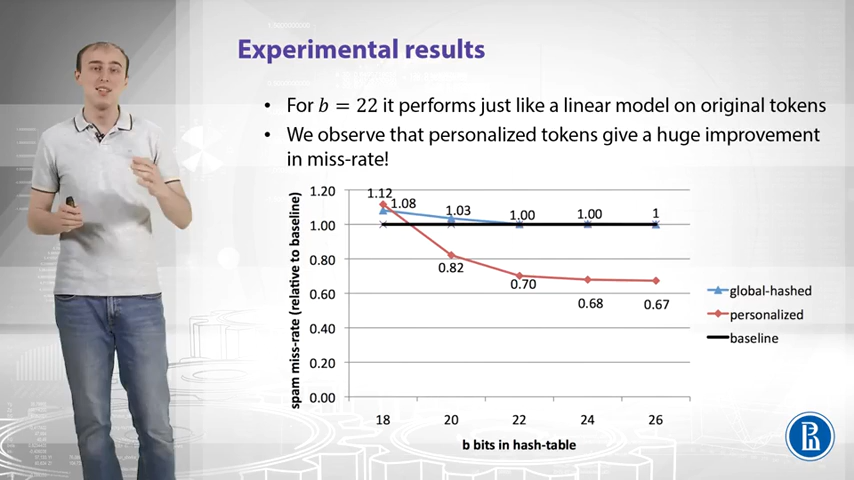 Experimental results
• For b = 22 it performs just like a linear model on original tokens
• We observe that personalized tokens give a huge improvement
in miss-rate!
spam miss-rate (relative to baseline)
1.20
1.00
0.80
0.60
0.40
0.20
0.00
1.12
1.08
1.03
1.00
1.00
1
0.82
0.70
0.68
0.67
18 20 22 24 26
b bits in hash-table
global-hashed
personalized
baseline